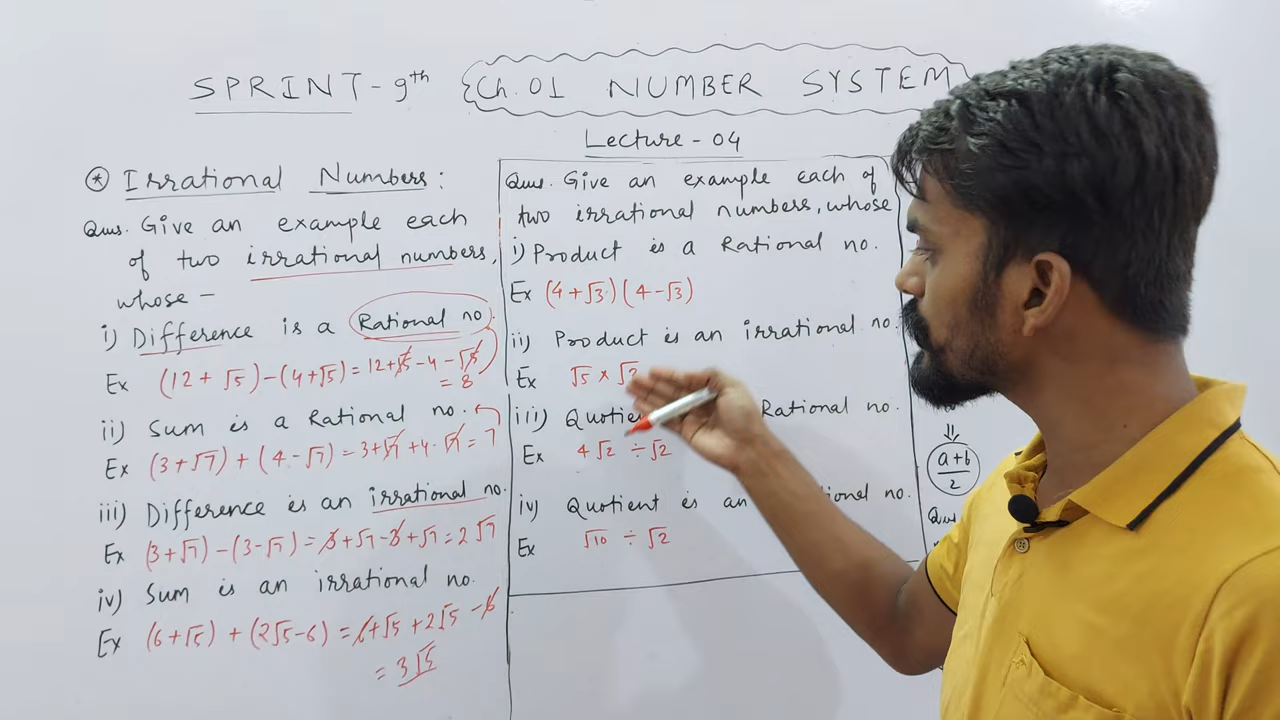 SPRINT - 9th
Ch. 01 NUMBER SYSTEM
Lecture - 04
* Irrational Numbers :
Ques. Give an example each
of two irrational numbers,
whose -
i) Difference is a Rational no.
Ex (12 + √5) - (4 + √5) = 12 + √5 - 4 - √5
= 8
ii) Sum is a Rational no.
Ex (3 + √7) + (4 - √7) = 3 + √7 + 4 - √7 = 7
iii) Difference is an irrational no.
Ex (3 + √7) - (3 - √7) = 3 + √7 - 3 + √7 = 2√7
iv) Sum is an irrational no.
Ex (6 + √5) + (2√5 - 6) = 6 + √5 + 2√5 - 6
= 3√5
Ques. Give an example each of
two irrational numbers, whose
i) Product is a Rational no.
Ex (4 + √3) (4 - √3)
ii) Product is an irrational no.
Ex √5 × √
iii) Rational no.
Ex 4√2 ÷ √2
iv) Quotient is an no.
Ex √10 ÷ √2
⇓
a + b
2